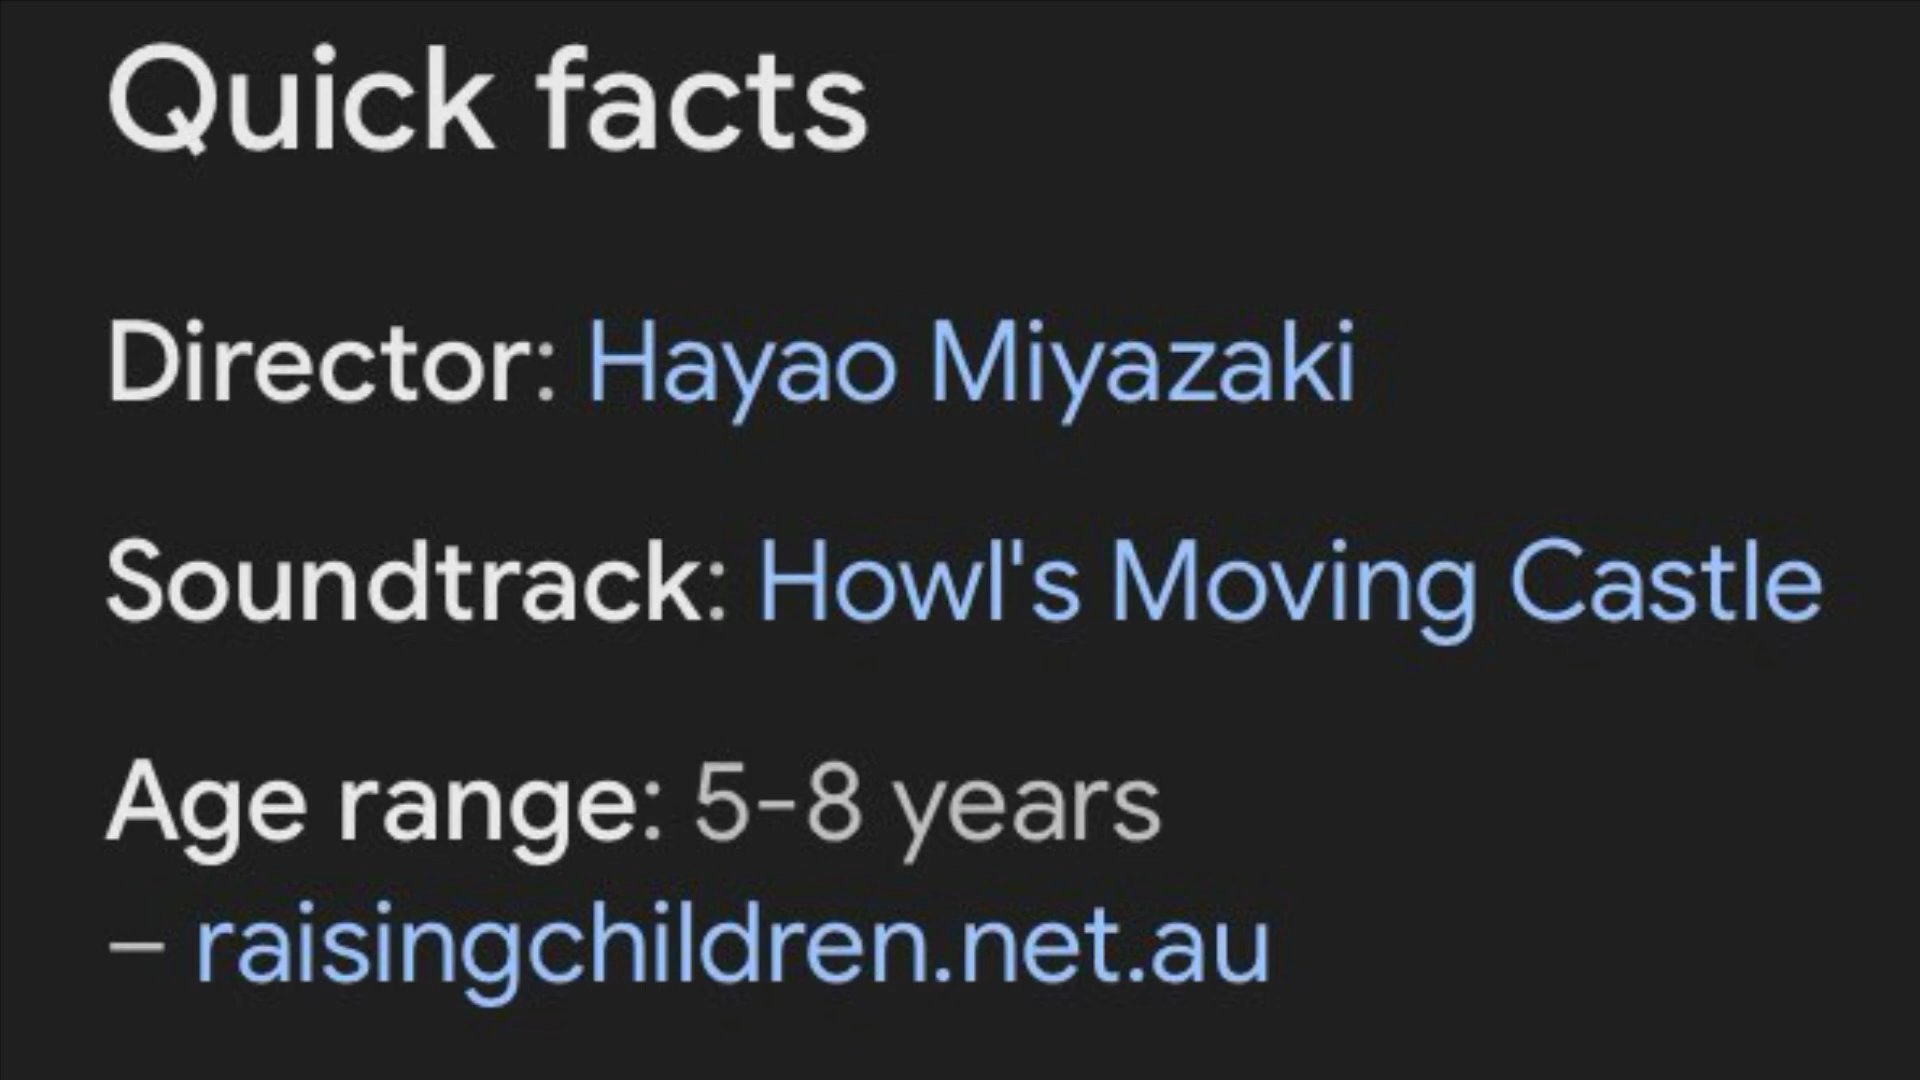 Quick facts
Director: Hayao Miyazaki
Soundtrack: Howl's Moving Castle
Age range: 5-8 years
– raisingchildren.net.au